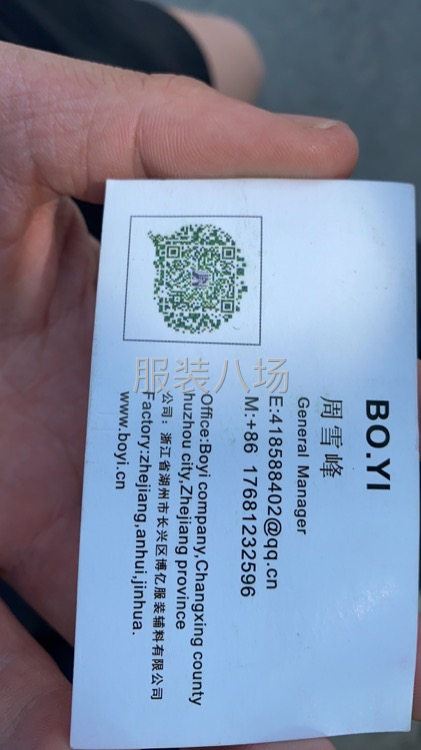 BO.YI
周雪峰
General Manager
E:418588402@qq.cn
M:+86 17681232596
Office:Boyi company,Changxing county
huzhou city,Zhejiang province
公司：浙江省湖州市长兴区博亿服装辅料有限公司
Factory:zhejiang,anhui,jinhua.
www.boyi.cn
服装八场